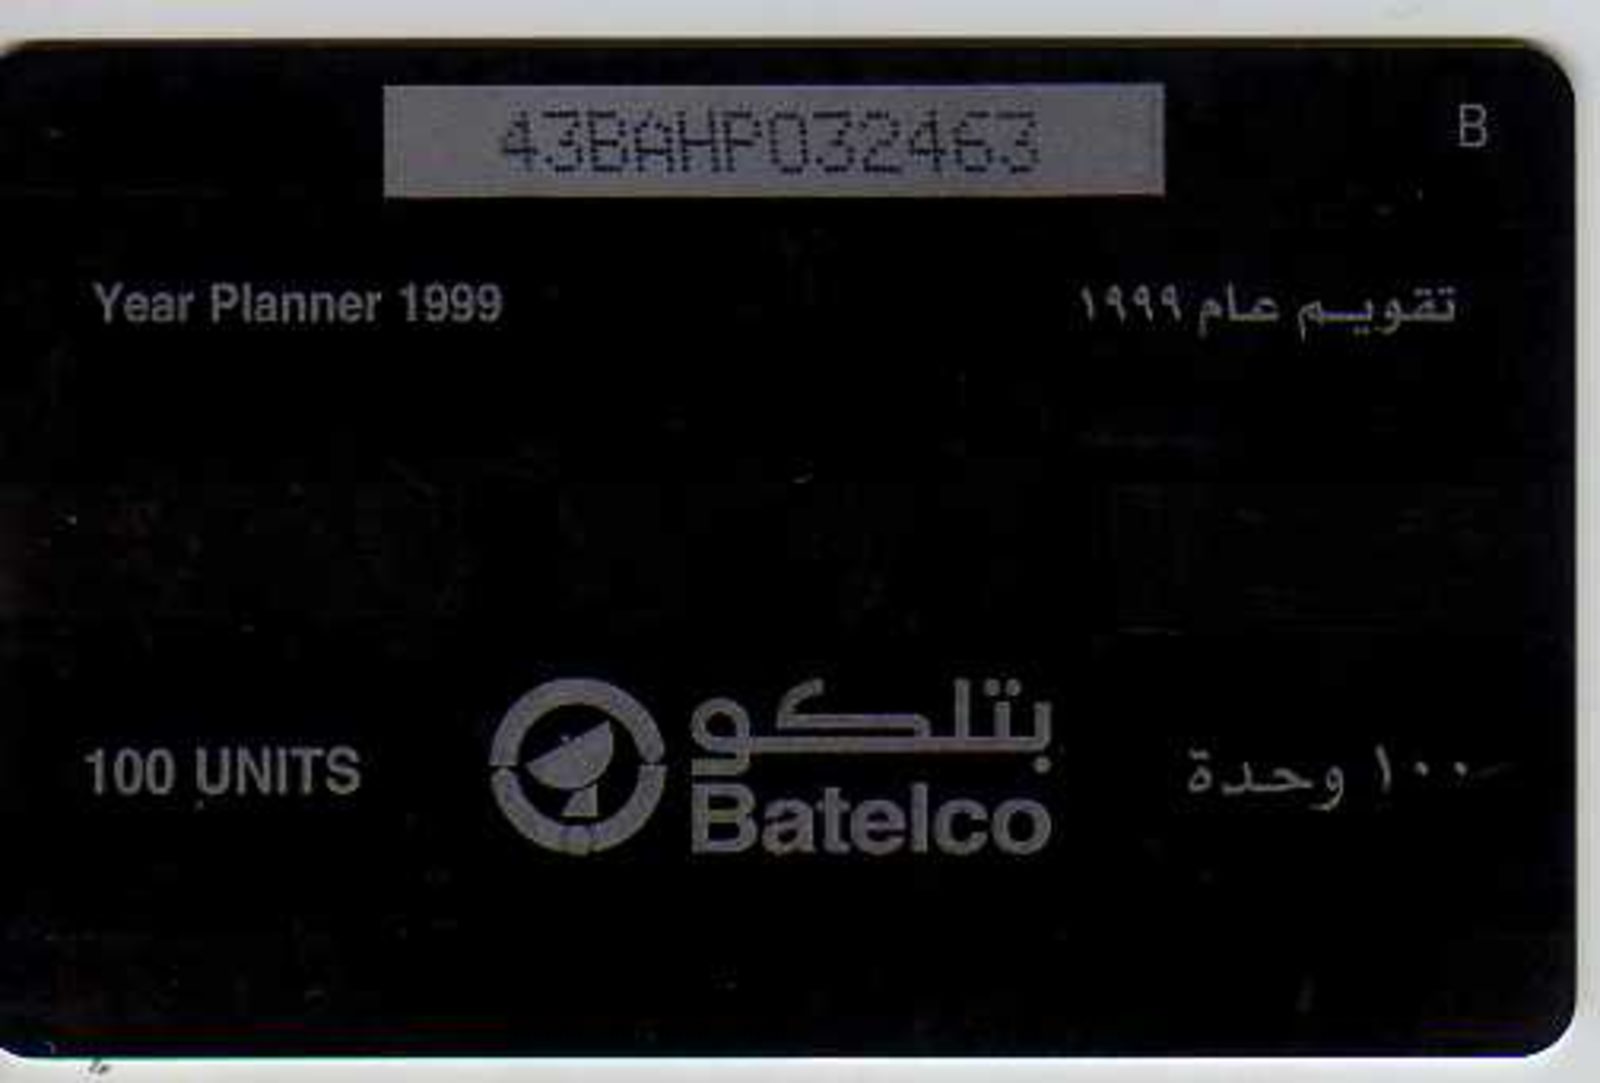 43BAHP032463
B
Year Planner 1999
تقويم عام ١٩٩٩
100 UNITS
بتلكو
Batelco
١٠٠ وحدة